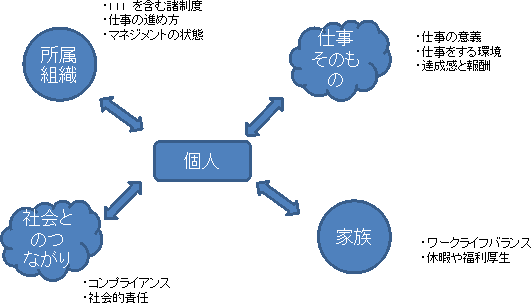 を含む諸制度
・仕事の進め方
・マネジメントの状態
所属
組織
仕事
そのも
の
・仕事の意義
・仕事をする環境
・達成感と報酬
個人
社会と
のつ
ながり
・コンプライアンス
・社会的責任
家族
・ワークライフバランス
・休暇や福利厚生